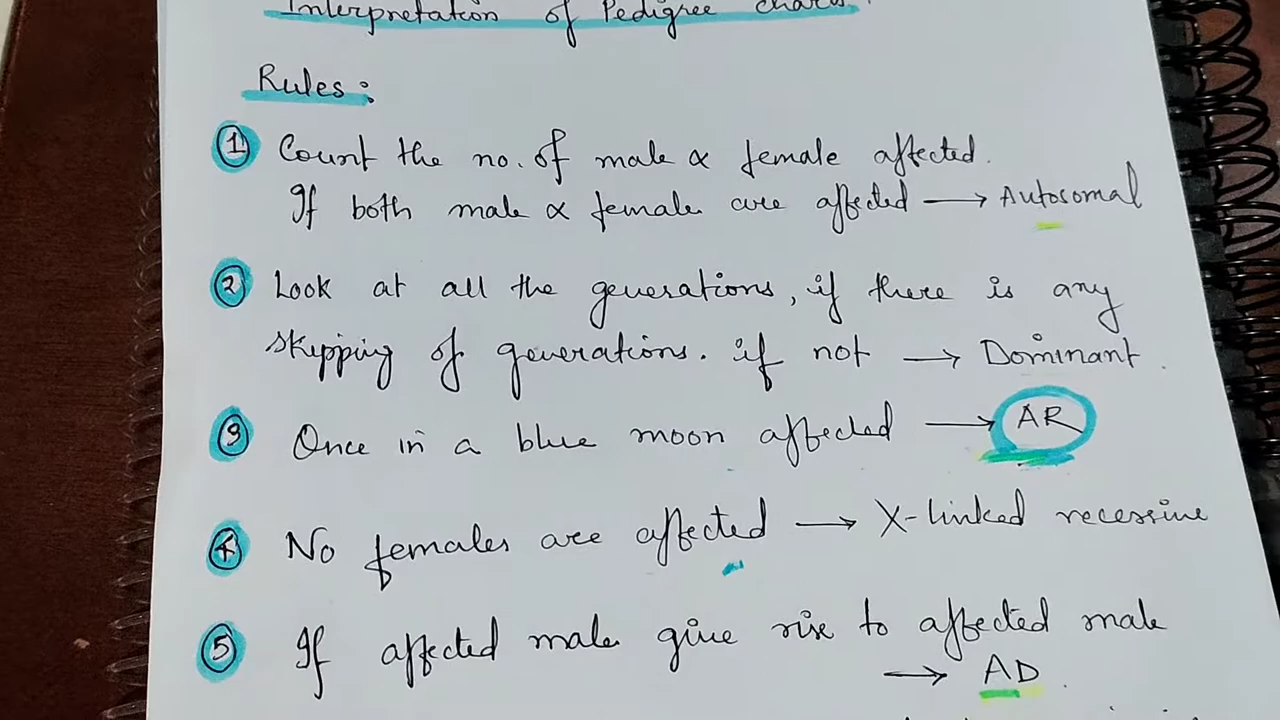 Interpretation of Pedigree charts
Rules:
① Count the no. of male & female affected.
If both male & female are affected → Autosomal
② Look at all the generations, if there is any
skipping of generations. if not → Dominant.
③ Once in a blue moon affected → AR
④ No females are affected → X-linked recessive
⑤ If affected male give rise to affected male
→ AD.